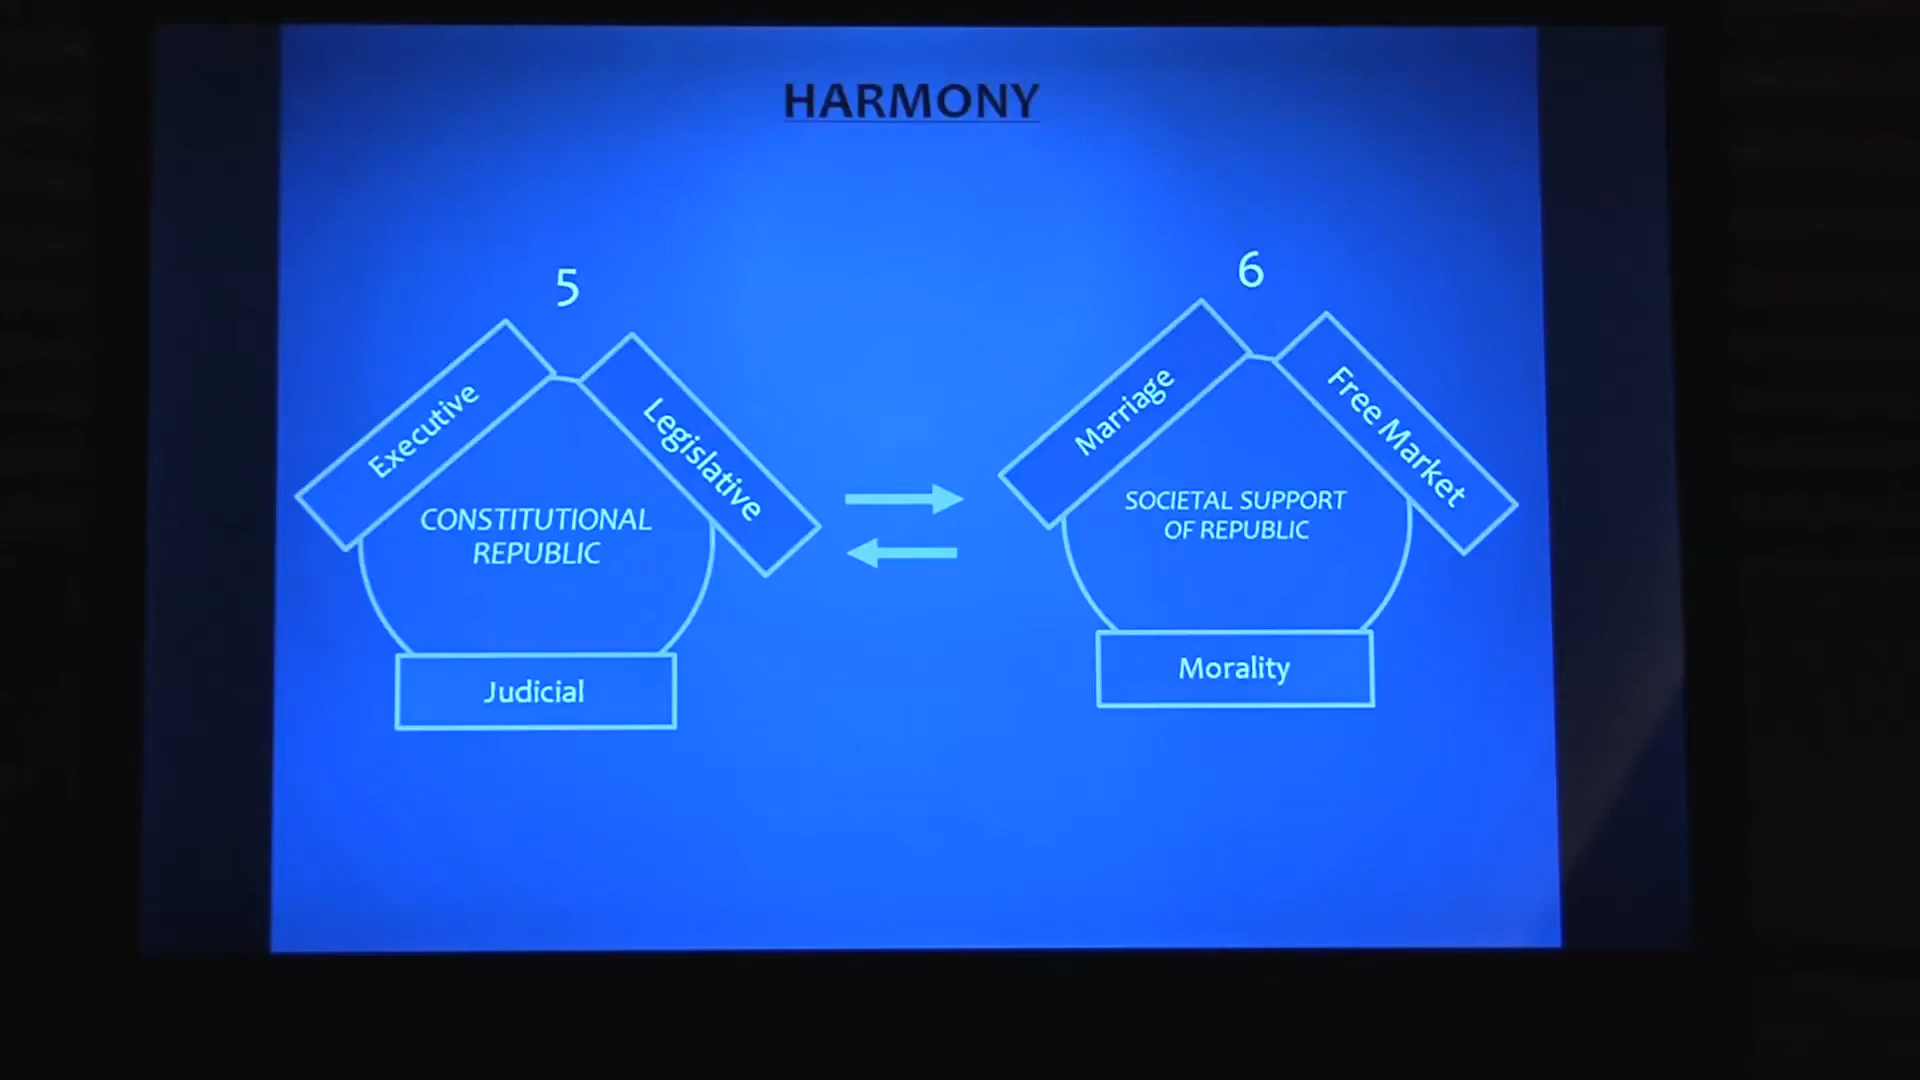 HARMONY
5
6
Executive
Legislative
CONSTITUTIONAL
REPUBLIC
Judicial
Marriage
Free Market
SOCIETAL SUPPORT
OF REPUBLIC
Morality